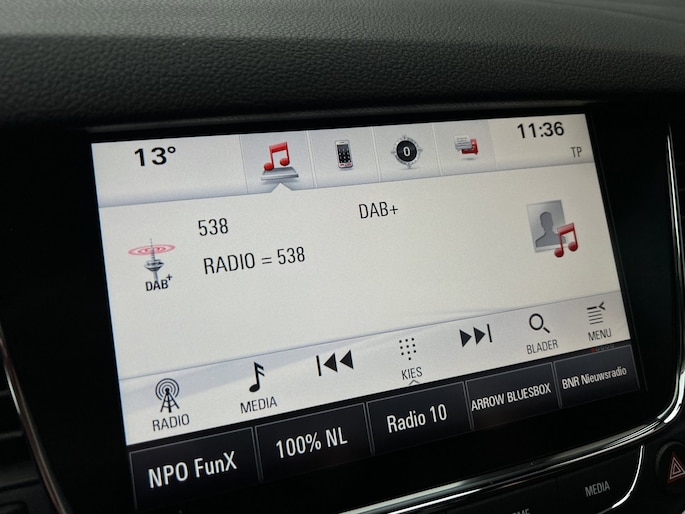 13°
0
11:36
TP
538
DAB+
DAB+
RADIO = 538
RADIO
MEDIA
KIES
BLADER
MENU
NPO FunX
100% NL
Radio 10
ARROW BLUESBOX
BNR Nieuwsradio
MEDIA